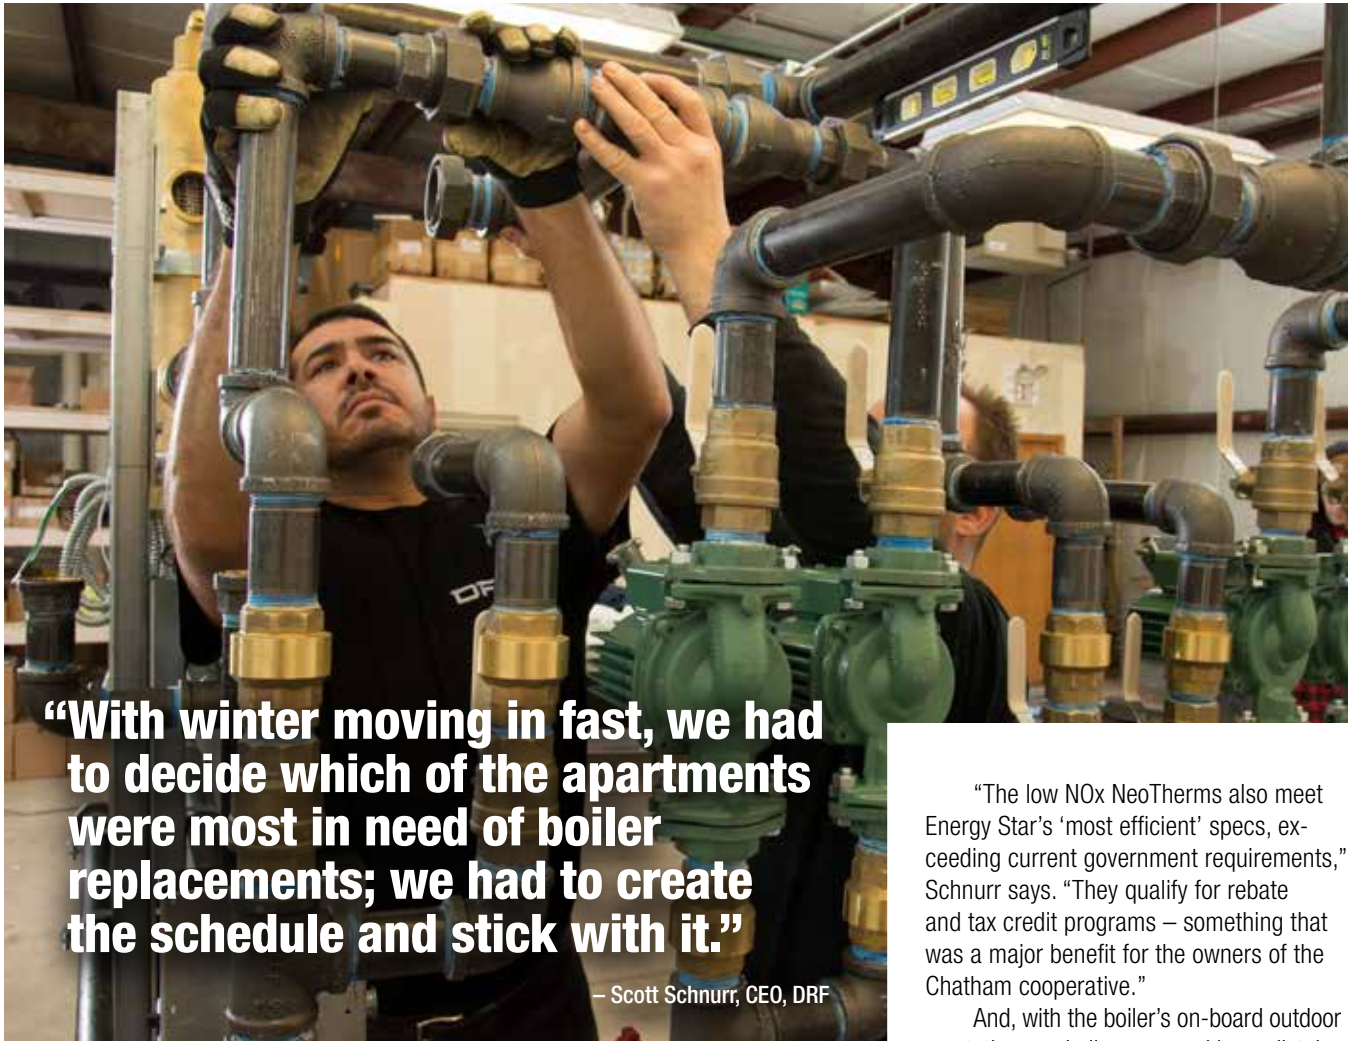 “With winter moving in fast, we had
to decide which of the apartments
were most in need of boiler
replacements; we had to create
the schedule and stick with it.”
– Scott Schnurr, CEO, DRF
“The low NOx NeoTherms also meet
Energy Star’s ‘most efficient’ specs, ex-
ceeding current government requirements,”
Schnurr says. “They qualify for rebate
and tax credit programs – something that
was a major benefit for the owners of the
Chatham cooperative.”
And, with the boiler’s on-board outdoor